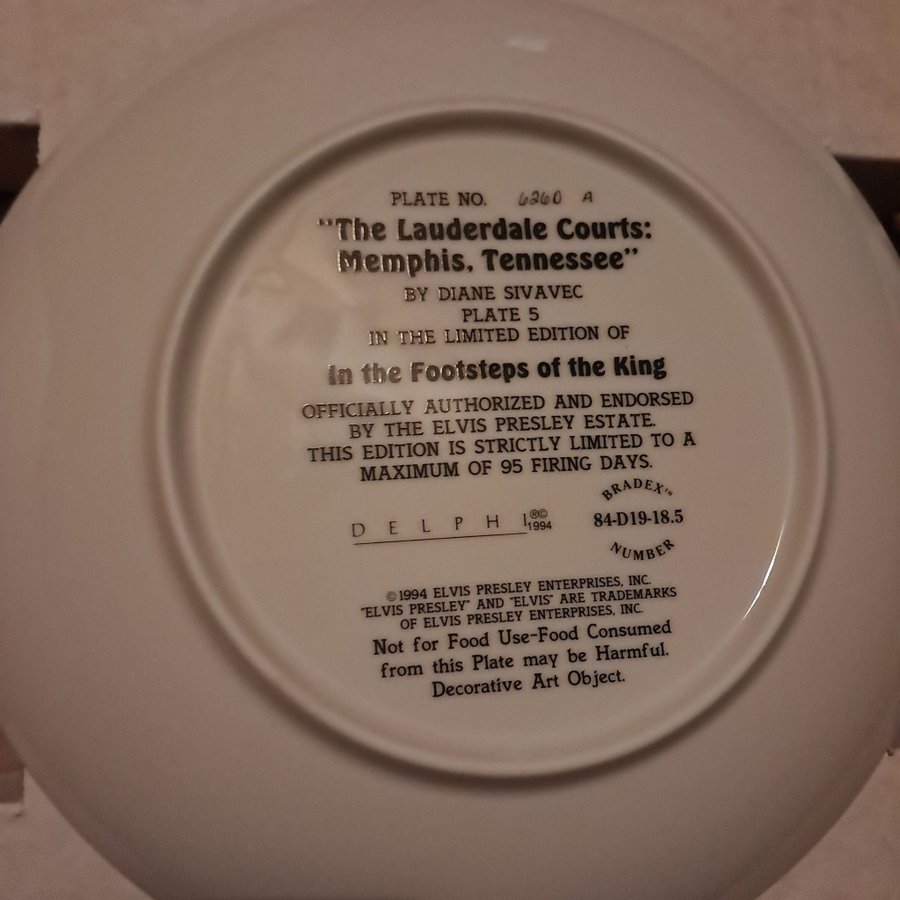 PLATE NO. 6260 A
"The Lauderdale Courts:
Memphis, Tennessee"
BY DIANE SIVAVEC
PLATE 5
IN THE LIMITED EDITION OF
In the Footsteps of the King
OFFICIALLY AUTHORIZED AND ENDORSED
BY THE ELVIS PRESLEY ESTATE.
THIS EDITION IS STRICTLY LIMITED TO A
MAXIMUM OF 95 FIRING DAYS.
DELPHI ®© 1994
BRADEX™
84-D19-18.5
NUMBER
©1994 ELVIS PRESLEY ENTERPRISES, INC.
"ELVIS PRESLEY" AND "ELVIS" ARE TRADEMARKS
OF ELVIS PRESLEY ENTERPRISES, INC.
Not for Food Use-Food Consumed
from this Plate may be Harmful.
Decorative Art Object.